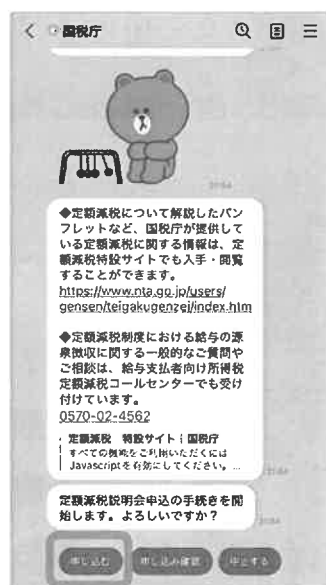 国税庁
◆定額減税について解説したパン
フレットなど、国税庁が提供して
いる定額減税に関する情報は、定
額減税特設サイトでも入手・閲覧
することができます。
https://www.nta.go.jp/users/
gensen/teigakugenzei/index.htm
◆定額減税制度における給与の源
泉徴収に関する一般的なご質問や
ご相談は、給与支払者向け所得税
定額減税コールセンターでも受け
付けています。
0570-02-4562
定額減税 特設サイト|国税庁
すべての機能をご利用いただくには
Javascriptを有効にしてください。...
定額減税説明会申込の手続きを開
始します。よろしいですか?
申し込む 申し込み確認 中止する